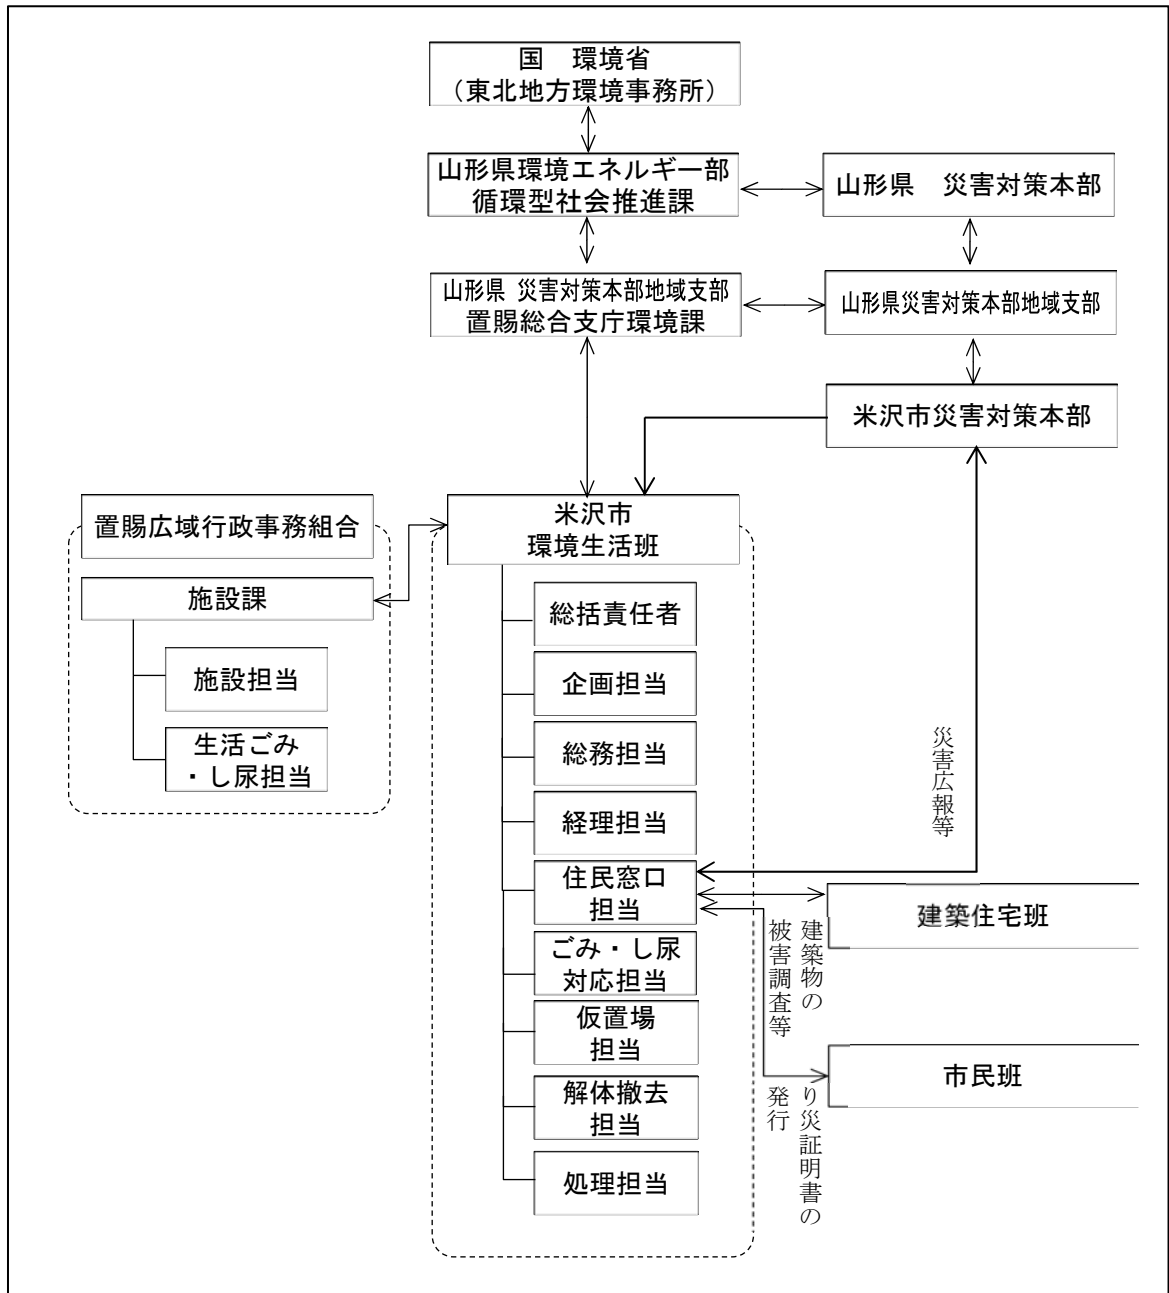 国　環境省
（東北地方環境事務所）
山形県環境エネルギー部
循環型社会推進課
山形県　災害対策本部
山形県 災害対策本部地域支部
置賜総合支庁環境課
山形県災害対策本部地域支部
米沢市災害対策本部
置賜広域行政事務組合
施設課
施設担当
生活ごみ
・し尿担当
米沢市
環境生活班
総括責任者
企画担当
総務担当
経理担当
住民窓口
担当
ごみ・し尿
対応担当
仮置場
担当
解体撤去
担当
処理担当
災害広報等
建築住宅班
建築物の
被害調査等
市民班
り災証明書の
発行